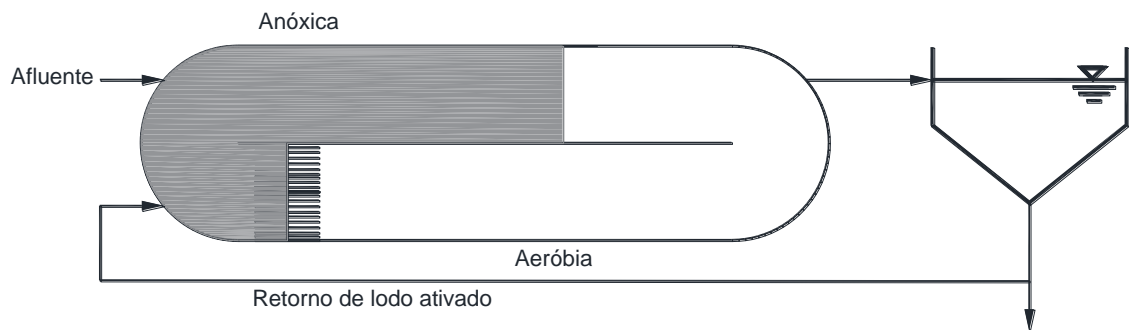 Anóxica
Afluente
Aeróbia
Retorno de lodo ativado